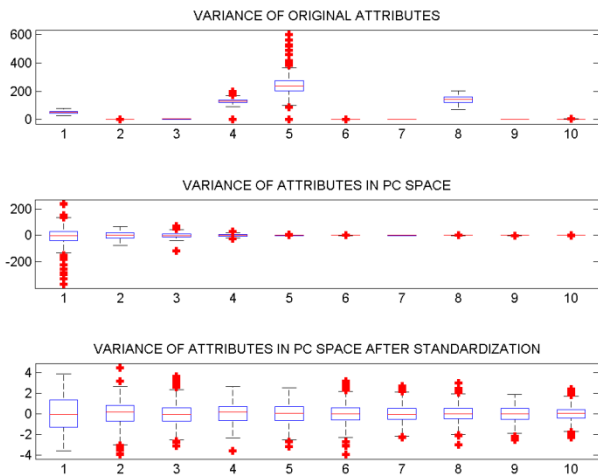 VARIANCE OF ORIGINAL ATTRIBUTES
600
400
200
0
1 2 3 4 5 6 7 8 9 10
VARIANCE OF ATTRIBUTES IN PC SPACE
200
0
-200
1 2 3 4 5 6 7 8 9 10
VARIANCE OF ATTRIBUTES IN PC SPACE AFTER STANDARDIZATION
4
2
0
-2
-4
1 2 3 4 5 6 7 8 9 10